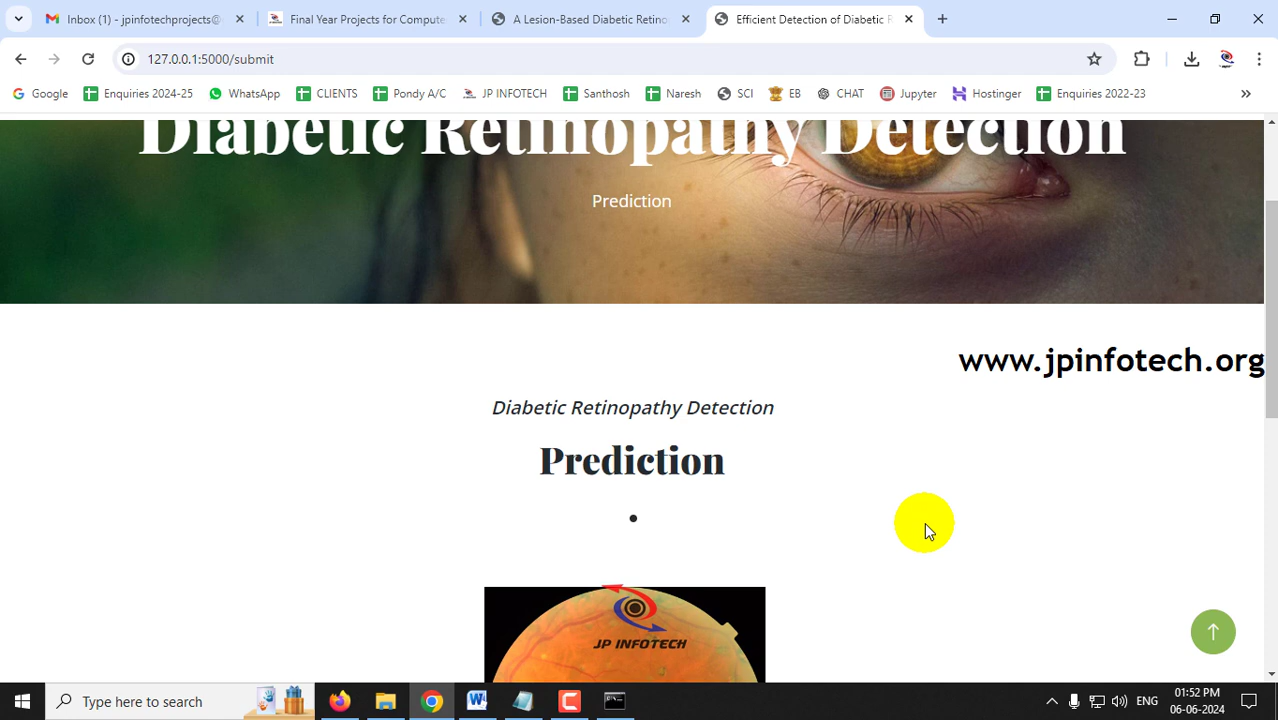 Inbox (1) - jpinfotechprojects@
Final Year Projects for Compute
A Lesion-Based Diabetic Retino
Efficient Detection of Diabetic R
127.0.0.1:5000/submit
Google
Enquiries 2024-25
WhatsApp
CLIENTS
Pondy A/C
JP INFOTECH
Santhosh
Naresh
SCI
EB
CHAT
Jupyter
Hostinger
Enquiries 2022-23
Diabetic Retinopathy Detection
Prediction
www.jpinfotech.org
Diabetic Retinopathy Detection
Prediction
JP INFOTECH
Type here to search
ENG
01:52 PM
06-06-2024